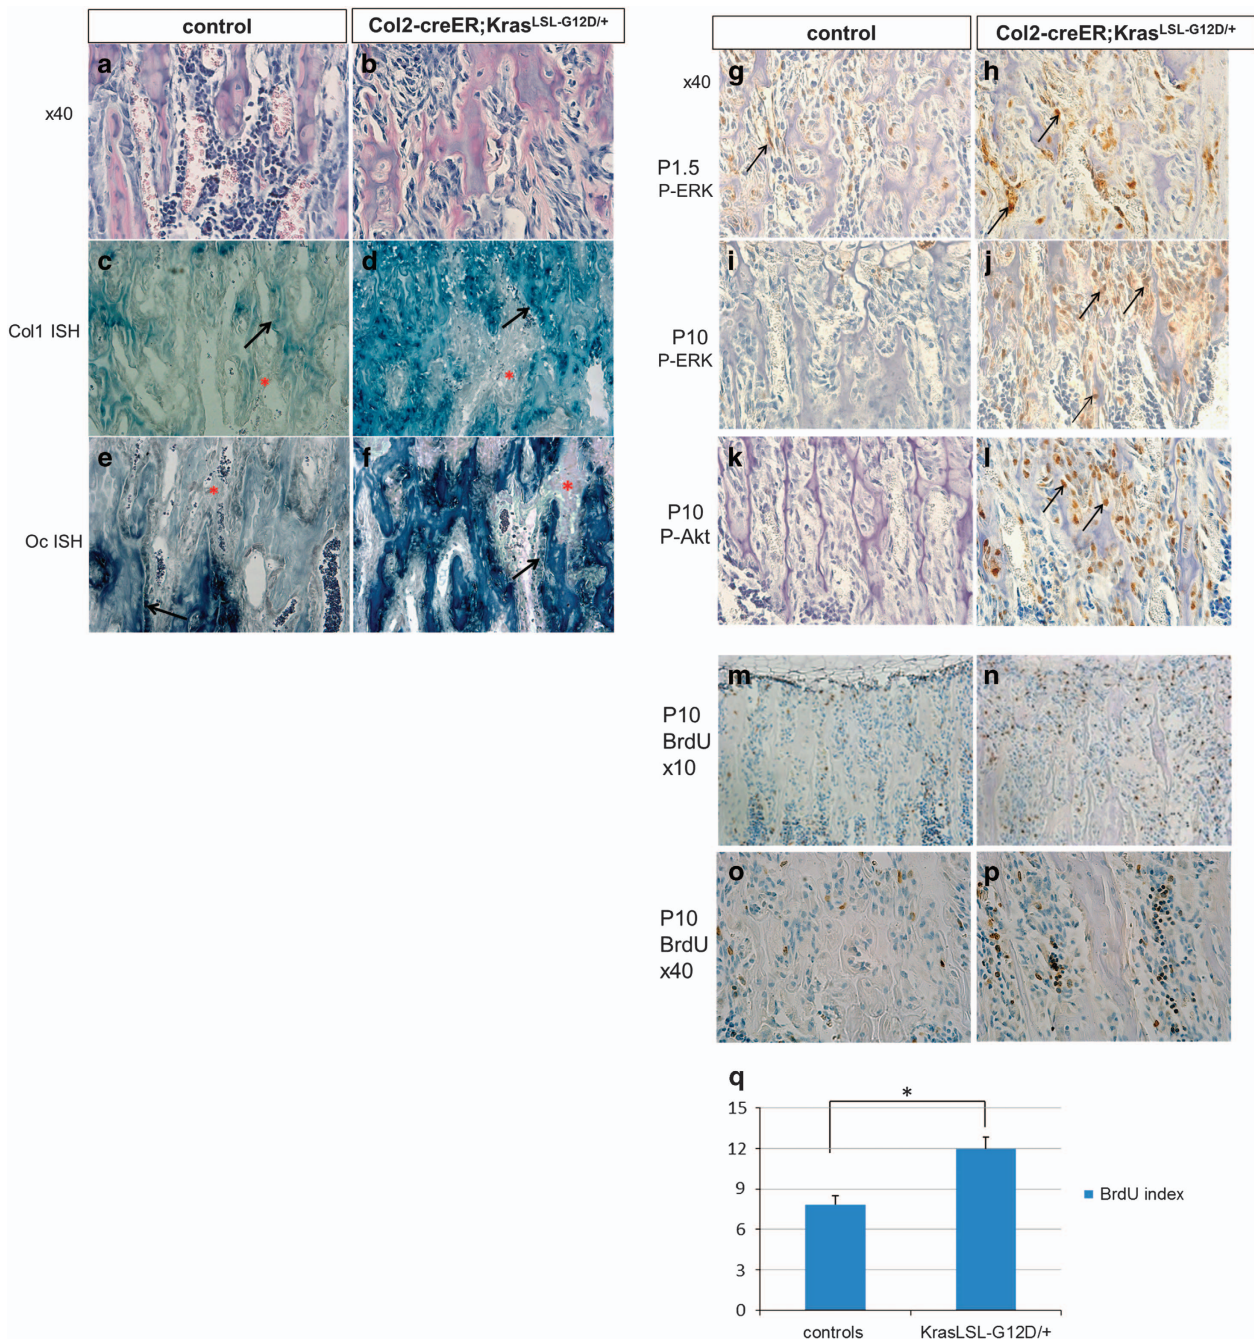 control
Col2-creER;KrasLSL-G12D/+
x40
a
b
Col1 ISH
c
*
d
*
Oc ISH
e
*
f
*
control
Col2-creER;KrasLSL-G12D/+
x40
P1.5
P-ERK
g
h
P10
P-ERK
i
j
P10
P-Akt
k
l
P10
BrdU
x10
m
n
P10
BrdU
x40
o
p
q
*
15
12
9
6
3
0
controls
KrasLSL-G12D/+
BrdU index